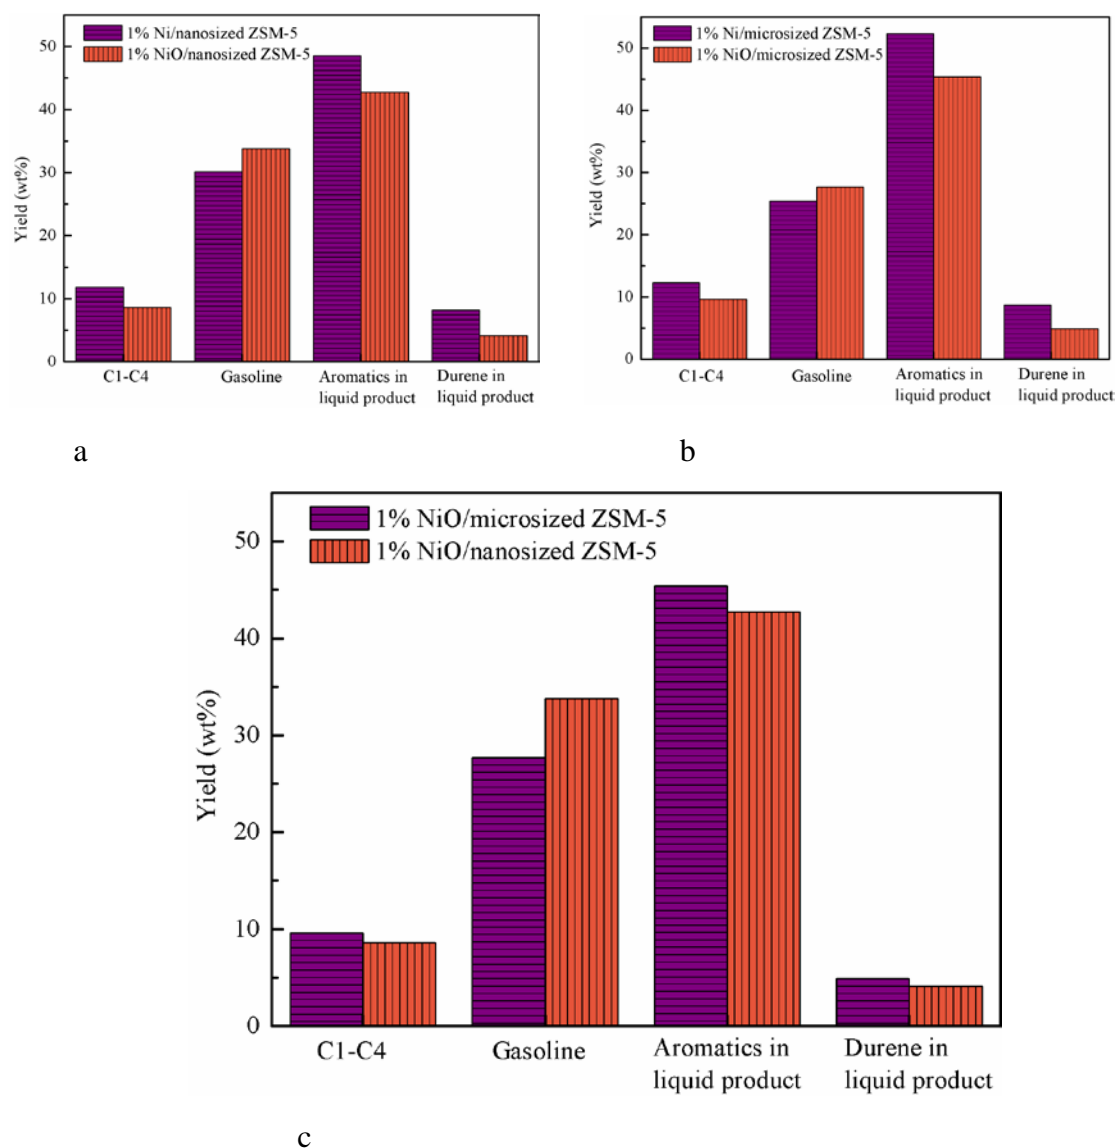 1% Ni/nanosized ZSM-5
1% NiO/nanosized ZSM-5
Yield (wt%)
50
40
30
20
10
0
C1-C4
Gasoline
Aromatics in
liquid product
Durene in
liquid product
a
1% Ni/microsized ZSM-5
1% NiO/microsized ZSM-5
Yield (wt%)
50
40
30
20
10
0
C1-C4
Gasoline
Aromatics in
liquid product
Durene in
liquid product
b
1% NiO/microsized ZSM-5
1% NiO/nanosized ZSM-5
Yield (wt%)
50
40
30
20
10
0
C1-C4
Gasoline
Aromatics in
liquid product
Durene in
liquid product
c